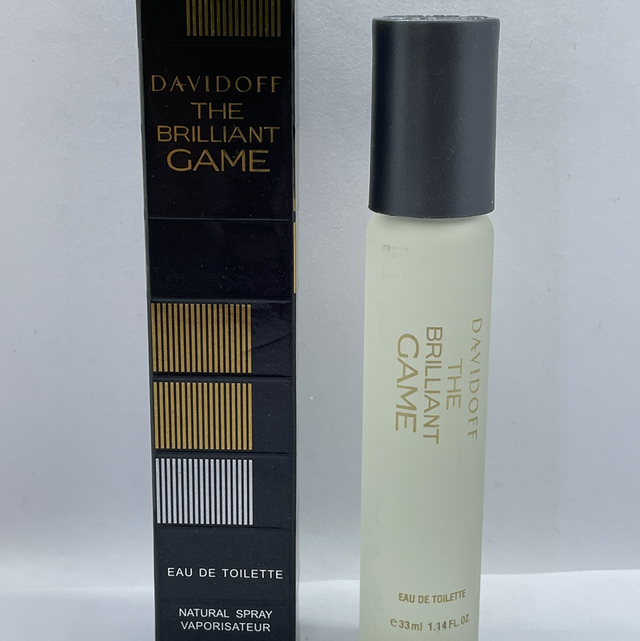 DAVIDOFF
THE
BRILLIANT
GAME
EAU DE TOILETTE
NATURAL SPRAY
VAPORISATEUR
DAVIDOFF
THE
BRILLIANT
GAME
EAU DE TOILETTE
e33ml 1.14 FL.OZ.